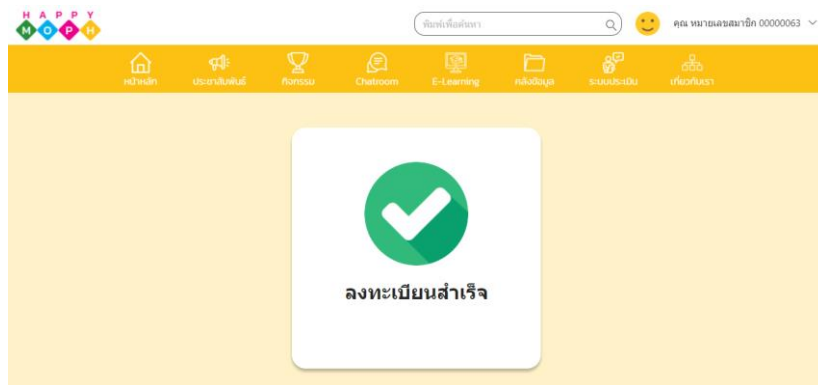 HAPPY
MOPH
พิมพ์เพื่อค้นหา
คุณ หมายเลขสมาชิก 00000063
หน้าหลัก
ประชาสัมพันธ์
กิจกรรม
Chatroom
E-Learning
คลังข้อมูล
ระบบประเมิน
เกี่ยวกับเรา
ลงทะเบียนสำเร็จ